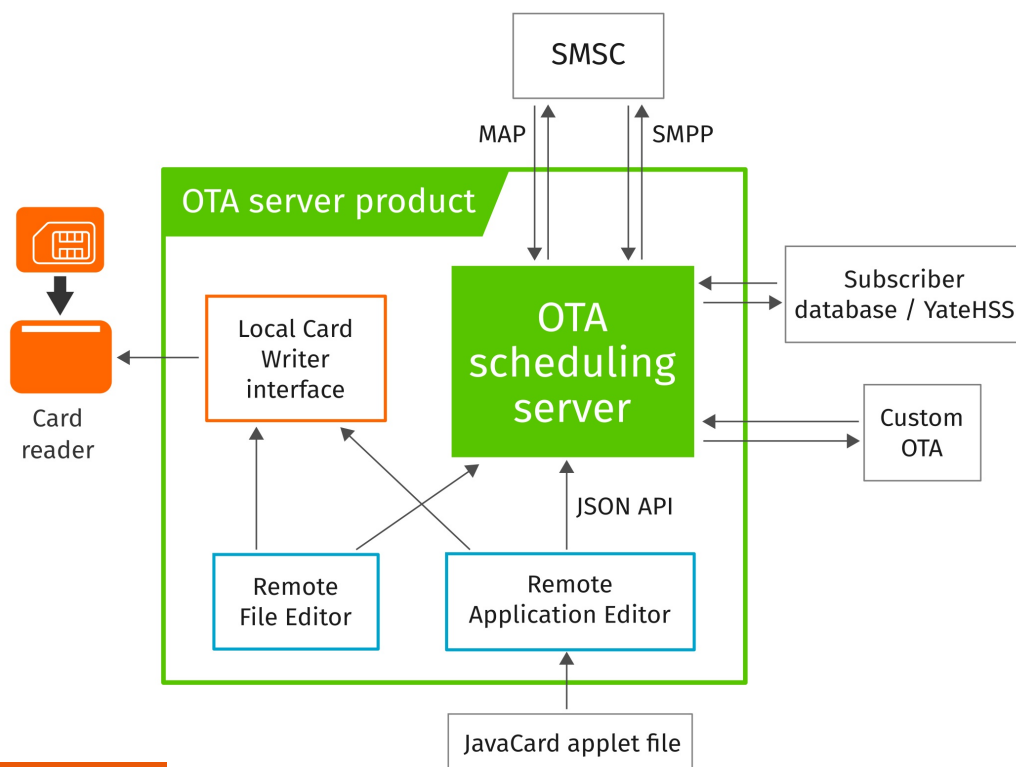 SMSC
MAP
SMPP
OTA server product
OTA
scheduling
server
Subscriber
database / YateHSS
Local Card
Writer
interface
Card
reader
Custom
OTA
JSON API
Remote
File Editor
Remote
Application Editor
JavaCard applet file